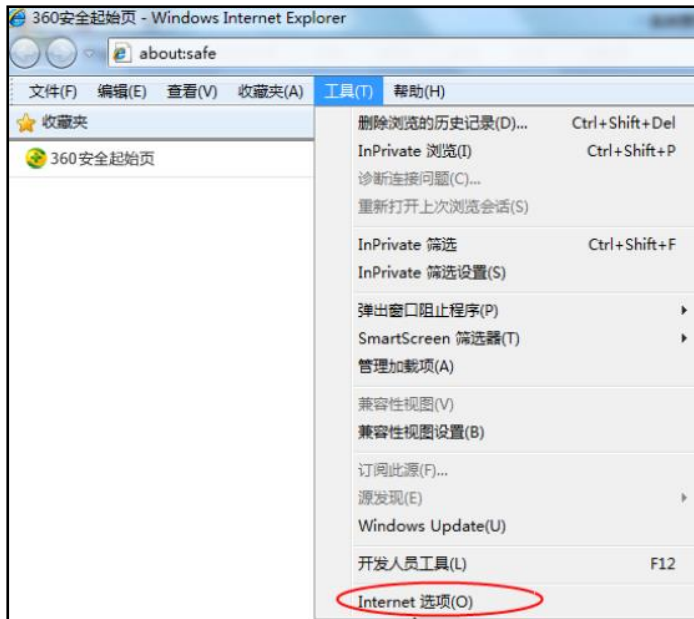 360安全起始页 - Windows Internet Explorer
about:safe
文件(F) 编辑(E) 查看(V) 收藏夹(A) 工具(T) 帮助(H)
收藏夹
360安全起始页
删除浏览的历史记录(D)... Ctrl+Shift+Del
InPrivate 浏览(I) Ctrl+Shift+P
诊断连接问题(C)...
重新打开上次浏览会话(S)
InPrivate 筛选 Ctrl+Shift+F
InPrivate 筛选设置(S)
弹出窗口阻止程序(P)
SmartScreen 筛选器(T)
管理加载项(A)
兼容性视图(V)
兼容性视图设置(B)
订阅此源(F)...
源发现(E)
Windows Update(U)
开发人员工具(L) F12
Internet 选项(O)